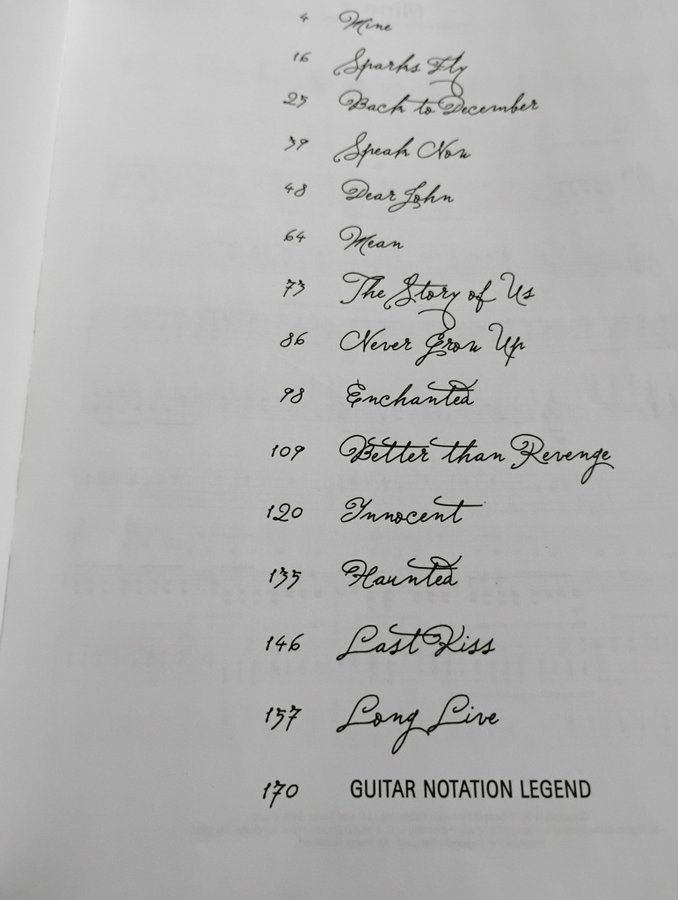 4 Mine
16 Sparks Fly
25 Back to December
39 Speak Now
48 Dear John
64 Mean
73 The Story of Us
86 Never Grow Up
98 Enchanted
109 Better than Revenge
120 Innocent
135 Haunted
146 Last Kiss
157 Long Live
170 GUITAR NOTATION LEGEND